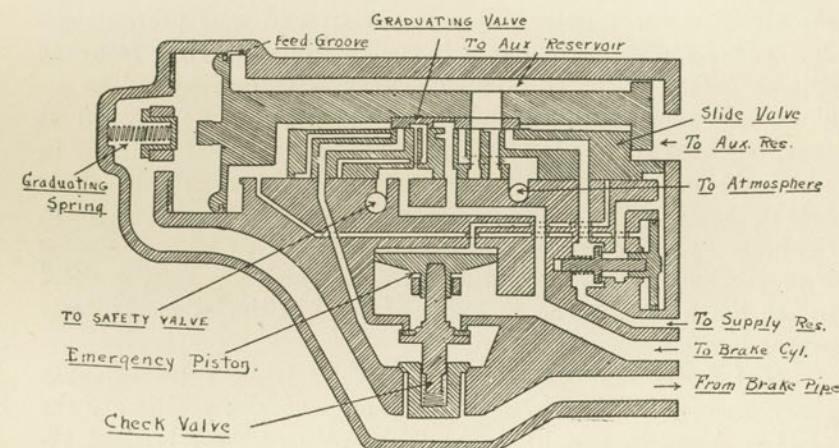 GRADUATING VALVE
Feed Groove
To Aux Reservoir
Slide Valve
To Aux. Res.
Graduating
Spring
To Atmosphere
TO SAFETY VALVE
To Supply Res.
Emergency Piston.
To Brake Cyl.
From Brake Pipe
Check Valve